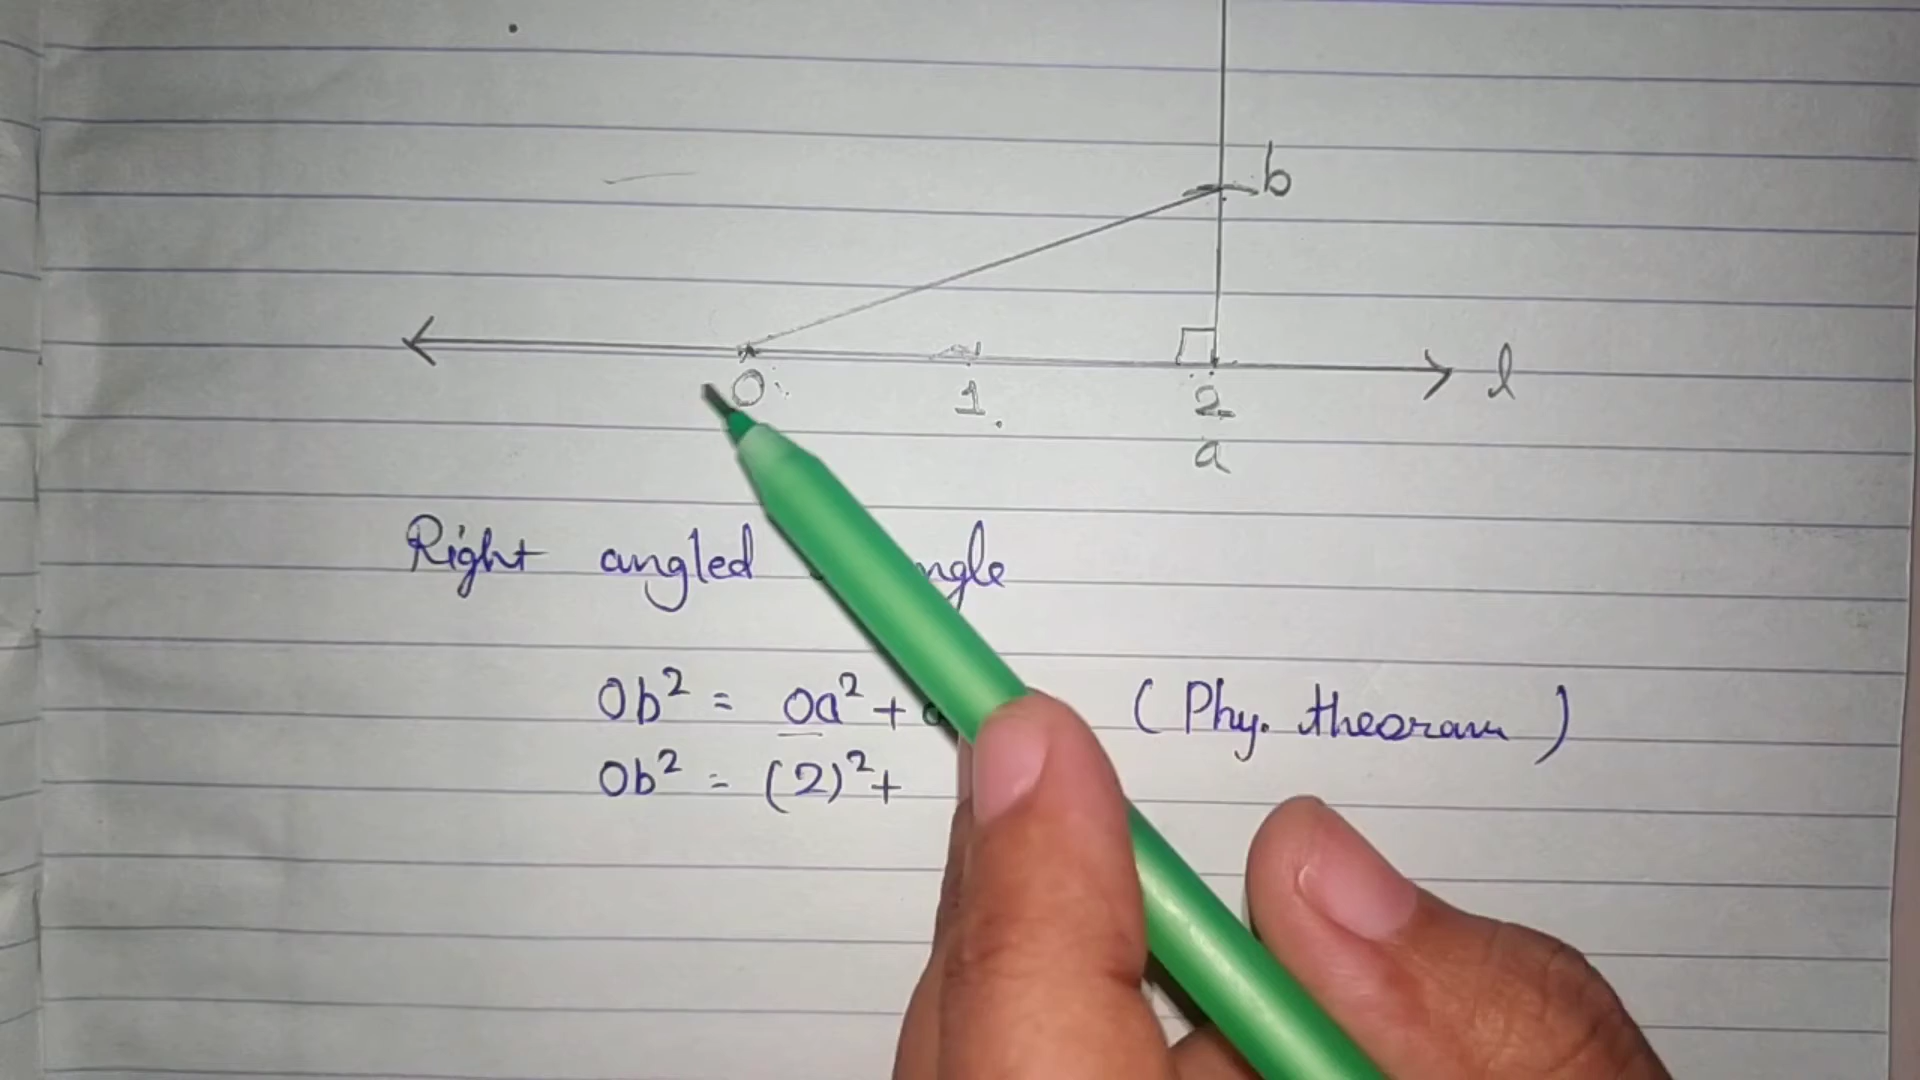 b
l
0 1 2
a
Right angled
Ob² = Oa² + (Phy. theoram)
Ob² = (2)² +